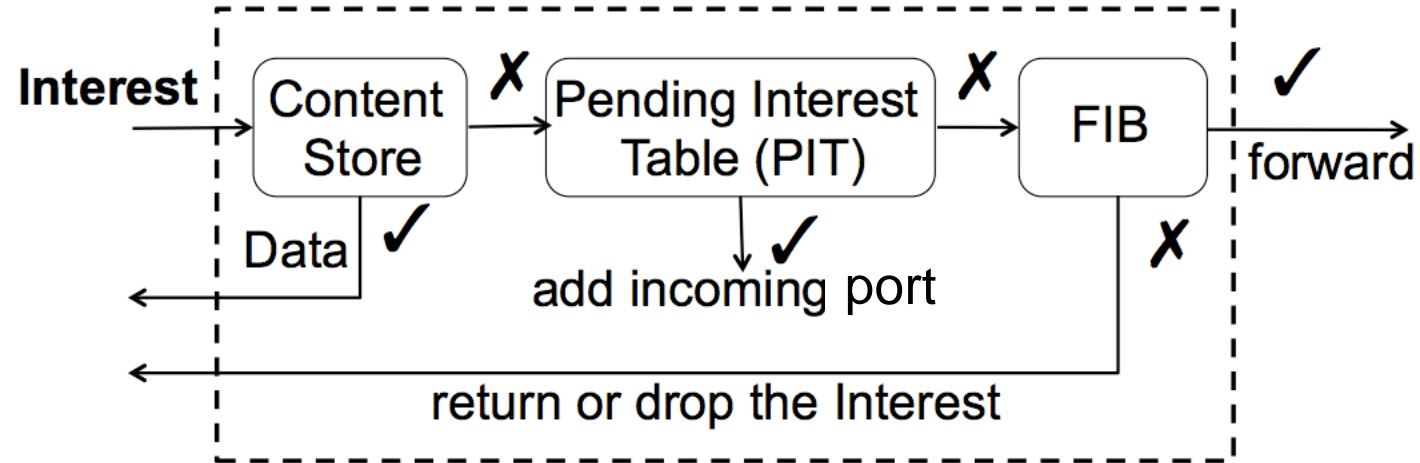 Interest
Content
Store
✗
Pending Interest
Table (PIT)
✗
FIB
✓
forward
Data
✓
✓
✗
add incoming port
return or drop the Interest